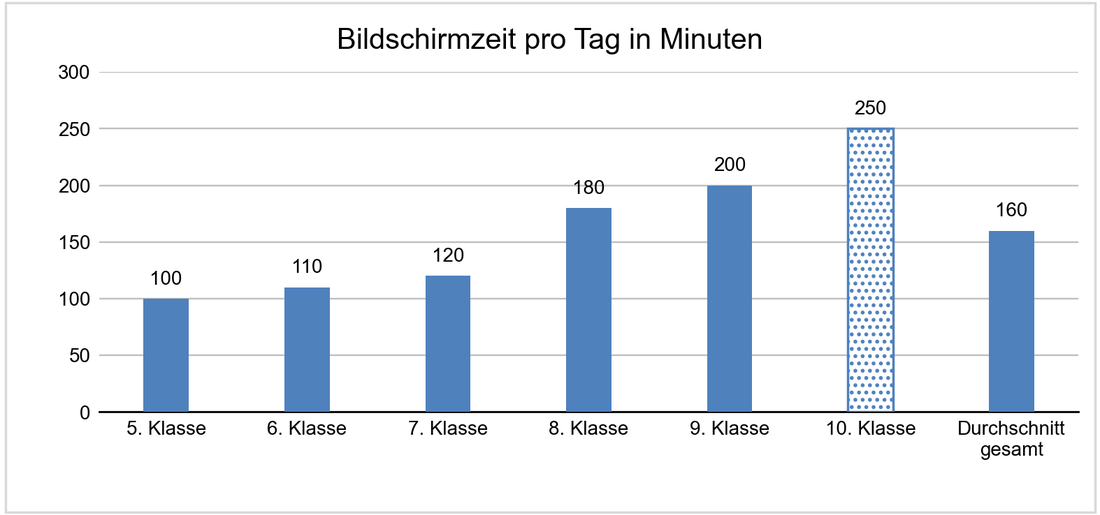 Bildschirmzeit pro Tag in Minuten
300
250
200
150
100
50
0
100
110
120
180
200
250
160
5. Klasse
6. Klasse
7. Klasse
8. Klasse
9. Klasse
10. Klasse
Durchschnitt
gesamt